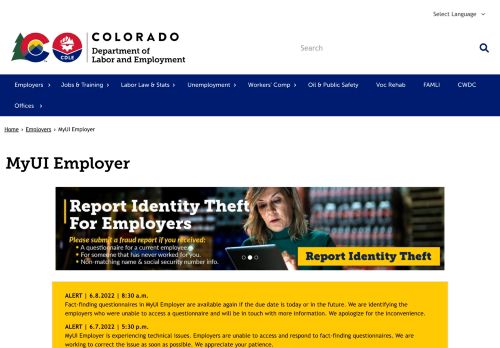 Select Language
COLORADO
Department of
Labor and Employment
CDLE
Search
Employers Jobs & Training Labor Law & Stats Unemployment Workers' Comp Oil & Public Safety Voc Rehab FAMLI CWDC
Offices
Home › Employers › MyUI Employer
MyUI Employer
Report Identity Theft
For Employers
Please submit a fraud report if you received:
• A questionnaire for a current employee.
• For someone that has never worked for you.
• Non-matching name & social security number info.
Report Identity Theft
ALERT | 6.8.2022 | 8:30 a.m.
Fact-finding questionnaires in MyUI Employer are available again if the due date is today or in the future. We are identifying the
employers who were unable to access a questionnaire and will be in touch with more information. We apologize for the inconvenience.
ALERT | 6.7.2022 | 5:30 pm.
MyUI Employer is experiencing technical issues. Employers are unable to access and respond to fact-finding questionnaires. We are
working to correct the issue as soon as possible. We appreciate your patience.